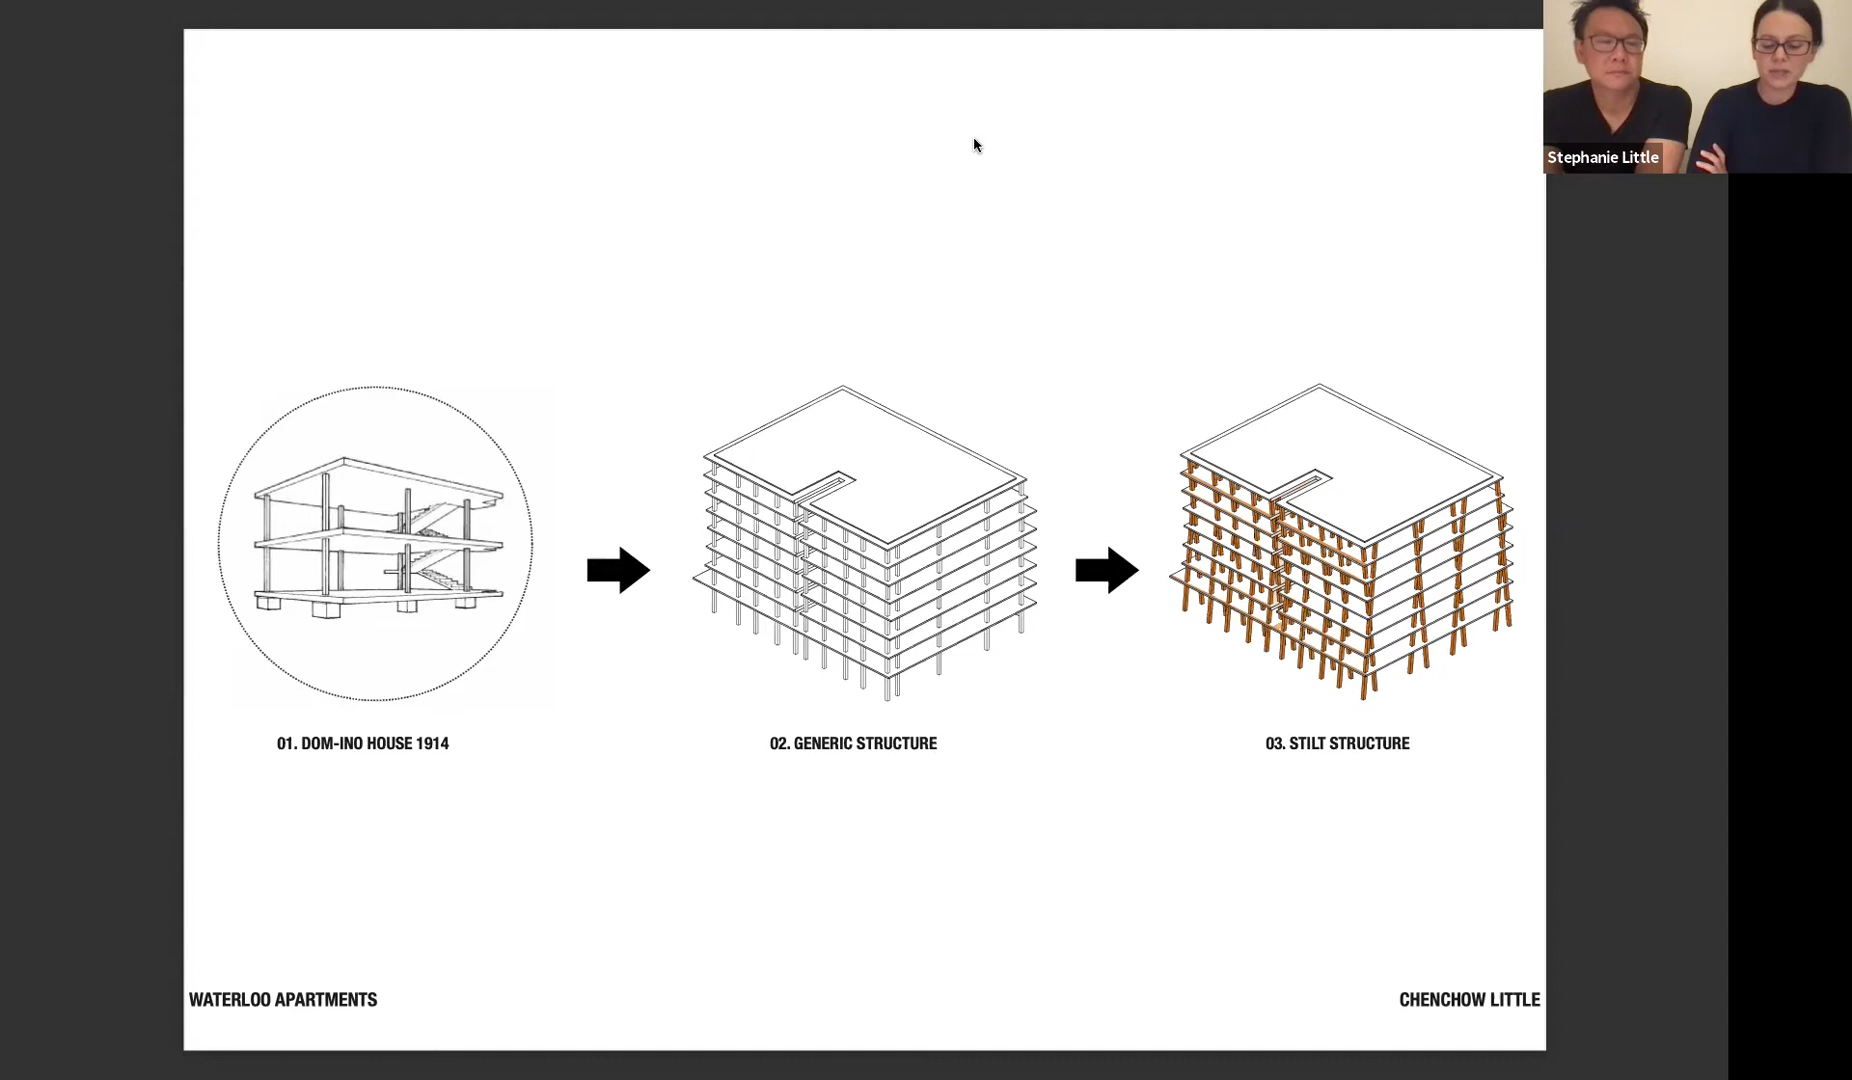 Stephanie Little
01. DOM-INO HOUSE 1914
02. GENERIC STRUCTURE
03. STILT STRUCTURE
WATERLOO APARTMENTS
CHENCHOW LITTLE